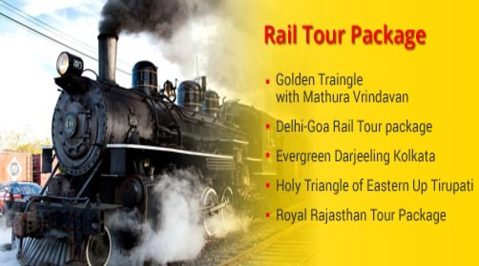 Rail Tour Package
Golden Traingle
with Mathura Vrindavan
Delhi-Goa Rail Tour package
Evergreen Darjeeling Kolkata
Holy Triangle of Eastern Up Tirupati
Royal Rajasthan Tour Package